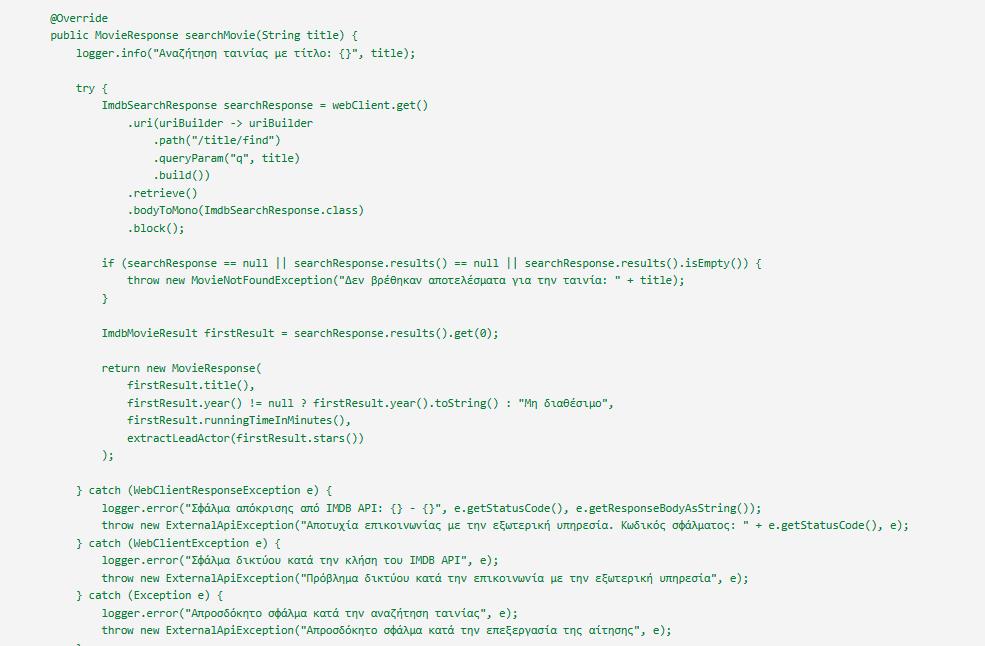 @Override
public MovieResponse searchMovie(String title) {
logger.info("Αναζήτηση ταινίας με τίτλο: {}", title);
try {
ImdbSearchResponse searchResponse = webClient.get()
.uri(uriBuilder -> uriBuilder
.path("/title/find")
.queryParam("q", title)
.build())
.retrieve()
.bodyToMono(ImdbSearchResponse.class)
.block();
if (searchResponse == null || searchResponse.results() == null || searchResponse.results().isEmpty()) {
throw new MovieNotFoundException("Δεν βρέθηκαν αποτελέσματα για την ταινία: " + title);
}
ImdbMovieResult firstResult = searchResponse.results().get(0);
return new MovieResponse(
firstResult.title(),
firstResult.year() != null ? firstResult.year().toString() : "Μη διαθέσιμο",
firstResult.runningTimeInMinutes(),
extractLeadActor(firstResult.stars())
);
} catch (WebClientResponseException e) {
logger.error("Σφάλμα απόκρισης από IMDB API: {} - {}", e.getStatusCode(), e.getResponseBodyAsString());
throw new ExternalApiException("Αποτυχία επικοινωνίας με την εξωτερική υπηρεσία. Κωδικός σφάλματος: " + e.getStatusCode(), e);
} catch (WebClientException e) {
logger.error("Σφάλμα δικτύου κατά την κλήση του IMDB API", e);
throw new ExternalApiException("Πρόβλημα δικτύου κατά την επικοινωνία με την εξωτερική υπηρεσία", e);
} catch (Exception e) {
logger.error("Απροσδόκητο σφάλμα κατά την αναζήτηση ταινίας", e);
throw new ExternalApiException("Απροσδόκητο σφάλμα κατά την επεξεργασία της αίτησης", e);